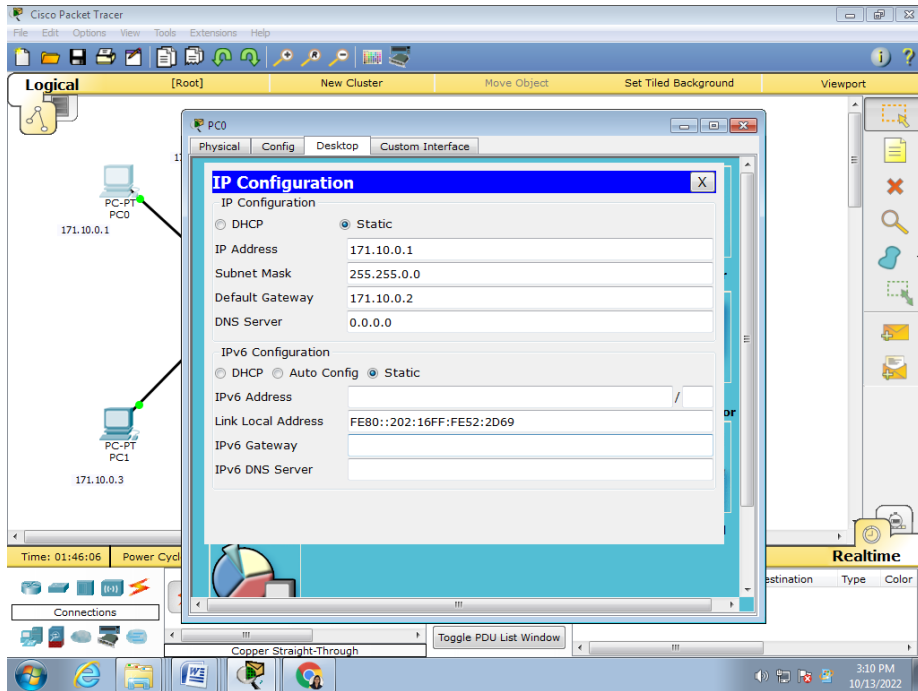 Cisco Packet Tracer
File Edit Options View Tools Extensions Help
Logical [Root] New Cluster Move Object Set Tiled Background Viewport
PC0
Physical Config Desktop Custom Interface
IP Configuration X
IP Configuration
DHCP Static
IP Address 171.10.0.1
Subnet Mask 255.255.0.0
Default Gateway 171.10.0.2
DNS Server 0.0.0.0
IPv6 Configuration
DHCP Auto Config Static
IPv6 Address /
Link Local Address FE80::202:16FF:FE52:2D69
IPv6 Gateway
IPv6 DNS Server
PC-PT
PC0
171.10.0.1
PC-PT
PC1
171.10.0.3
Time: 01:46:06 Power Cycl Realtime
Connections
Copper Straight-Through
Toggle PDU List Window
estination Type Color
3:10 PM
10/13/2022